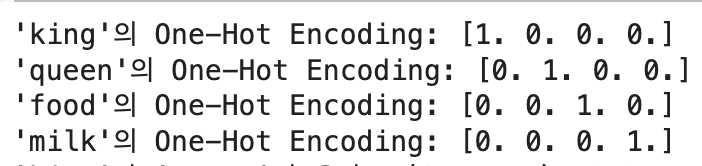 'king'의 One-Hot Encoding: [1. 0. 0. 0.]
'queen'의 One-Hot Encoding: [0. 1. 0. 0.]
'food'의 One-Hot Encoding: [0. 0. 1. 0.]
'milk'의 One-Hot Encoding: [0. 0. 0. 1.]